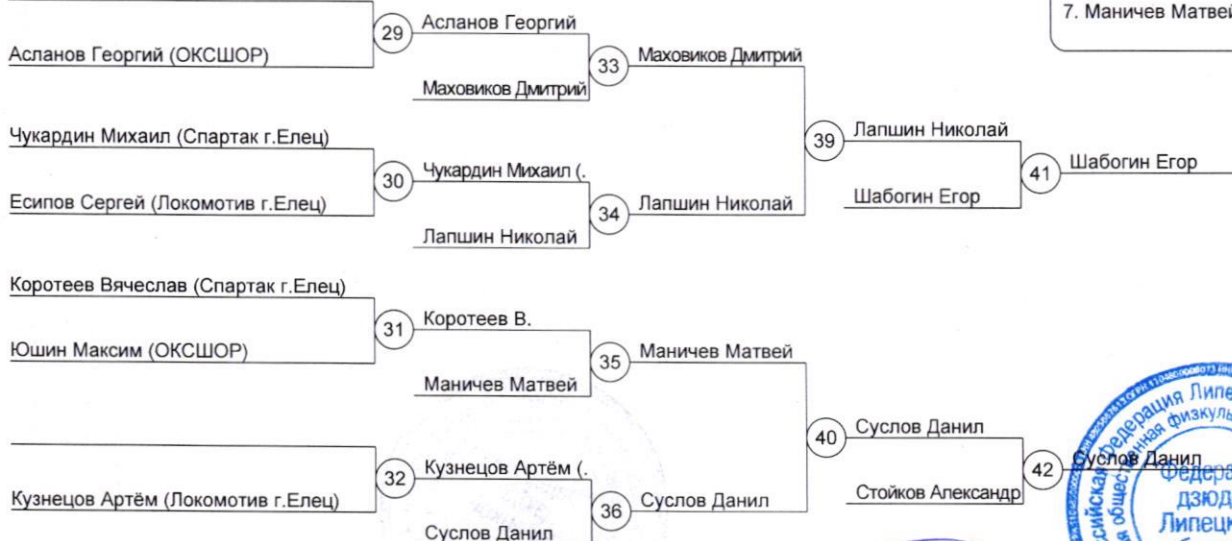 7. Маничев Матвей
29
Асланов Георгий
Асланов Георгий (ОКСШОР)
33
Маховиков Дмитрий
Маховиков Дмитрий
Чукардин Михаил (Спартак г.Елец)
39
Лапшин Николай
30
Чукардин Михаил (.
41
Шабогин Егор
Есипов Сергей (Локомотив г.Елец)
34
Лапшин Николай
Шабогин Егор
Лапшин Николай
Коротеев Вячеслав (Спартак г.Елец)
31
Коротеев В.
Юшин Максим (ОКСШОР)
35
Маничев Матвей
Маничев Матвей
40
Суслов Данил
32
Кузнецов Артём (.
42
Суслов Данил
Кузнецов Артём (Локомотив г.Елец)
36
Суслов Данил
Стойков Александр
Суслов Данил